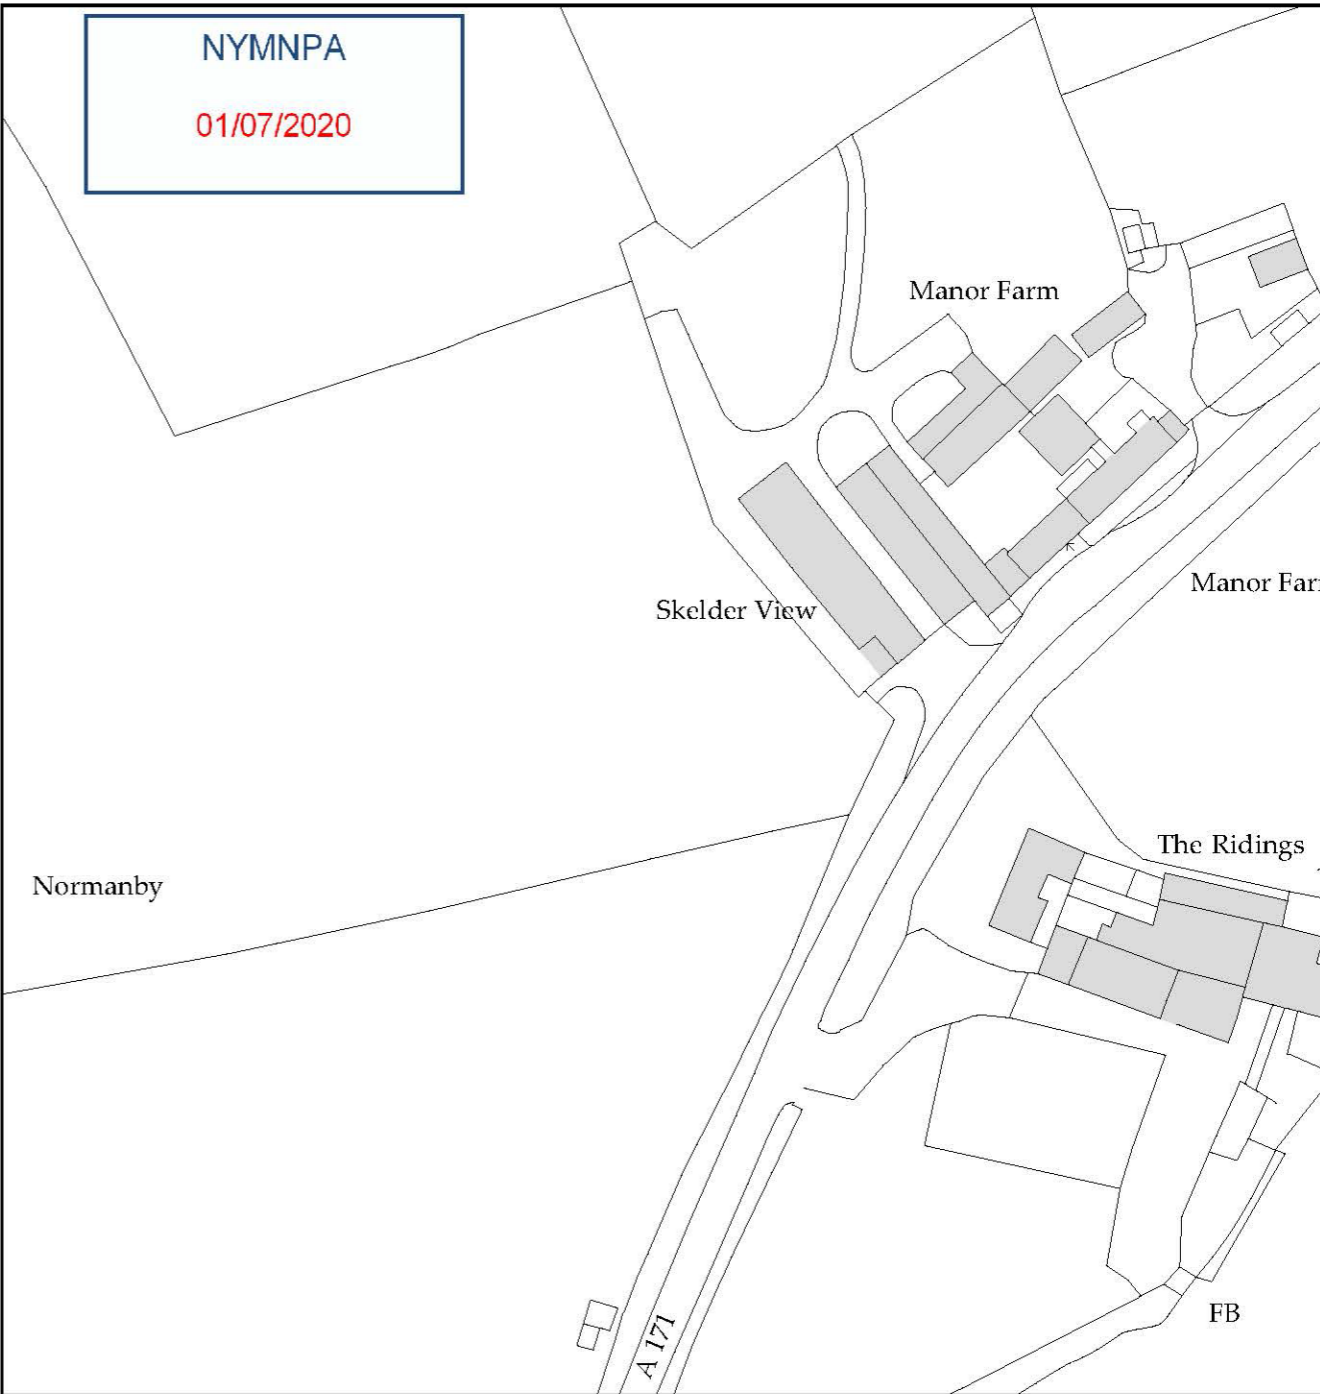 NYMNPA
01/07/2020
Manor Farm
Manor Far
Skelder View
The Ridings
Normanby
FB
A 171